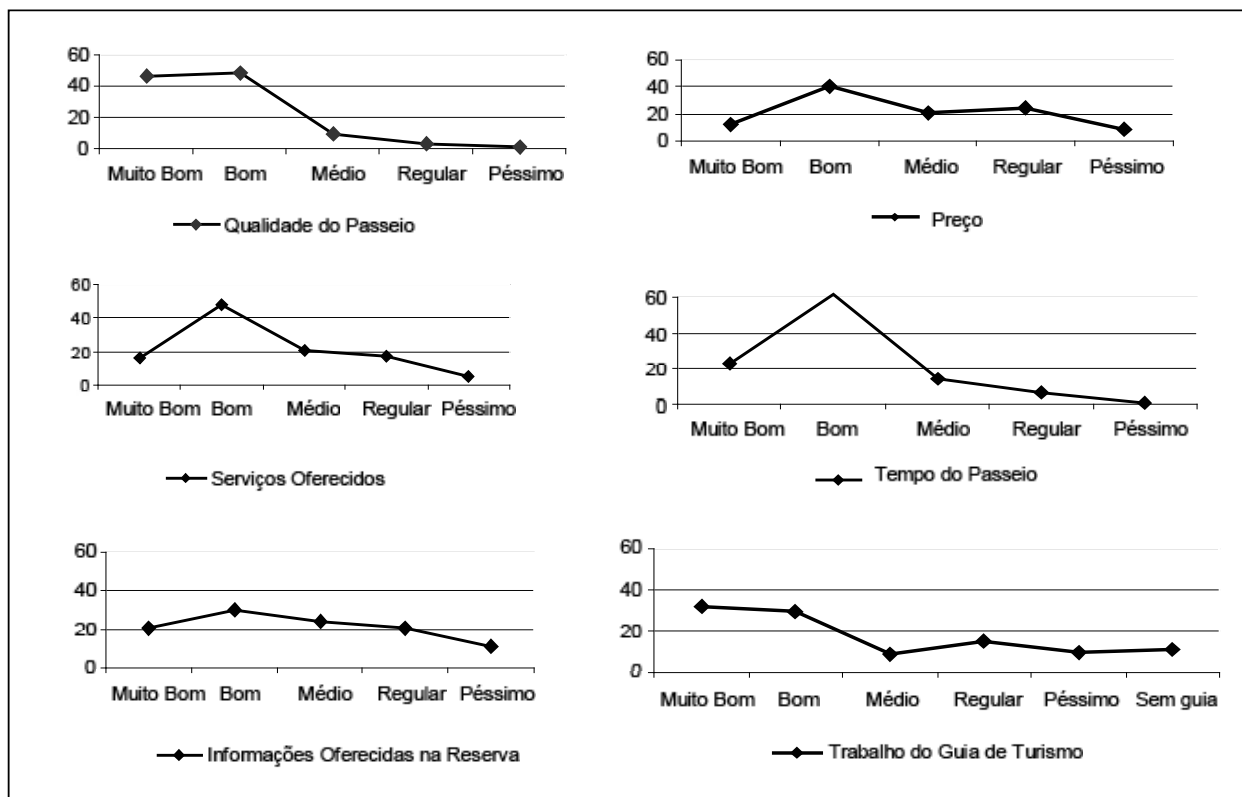 60
40
20
0
Muito Bom Bom Médio Regular Péssimo
Qualidade do Passeio
60
40
20
0
Muito Bom Bom Médio Regular Péssimo
Preço
60
40
20
0
Muito Bom Bom Médio Regular Péssimo
Serviços Oferecidos
60
40
20
0
Muito Bom Bom Médio Regular Péssimo
Tempo do Passeio
60
40
20
0
Muito Bom Bom Médio Regular Péssimo
Informações Oferecidas na Reserva
60
40
20
0
Muito Bom Bom Médio Regular Péssimo Sem guia
Trabalho do Guia de Turismo